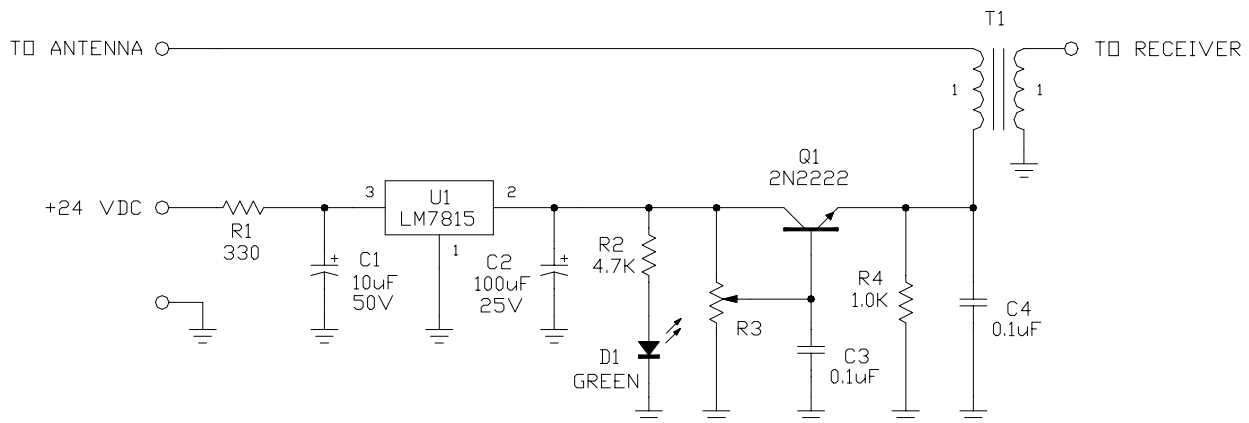 T1
TO ANTENNA
TO RECEIVER
1
1
Q1
2N2222
+24 VDC
R1
330
3
U1
LM7815
2
1
C1
+
10uF
50V
C2
+
100uF
25V
R2
4.7K
R3
R4
1.0K
C4
0.1uF
D1
GREEN
C3
0.1uF